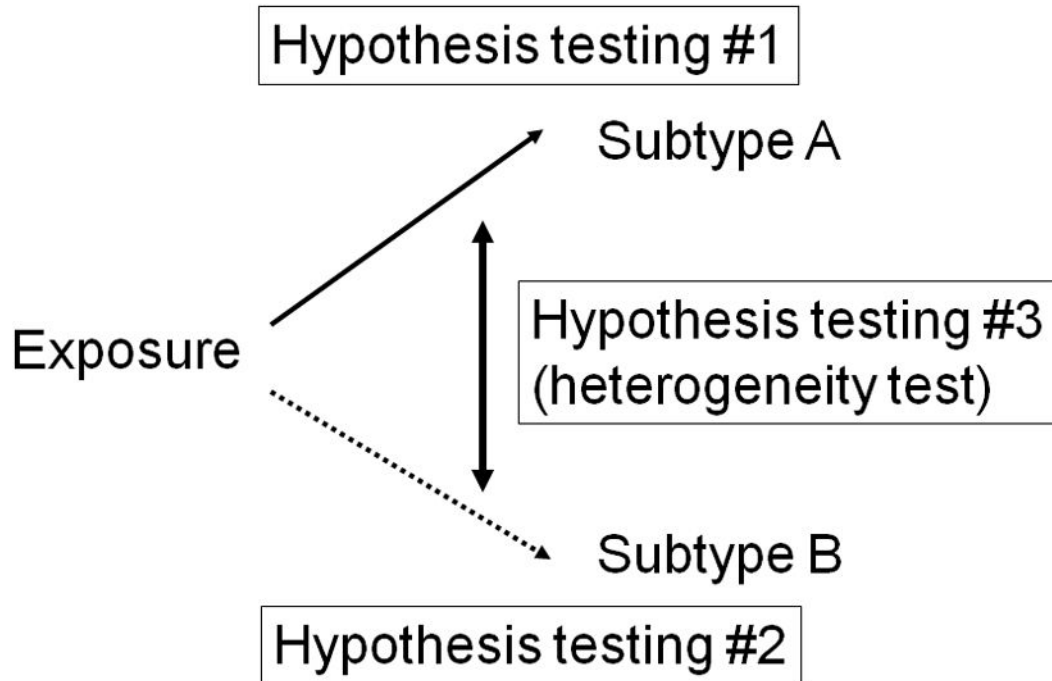 Hypothesis testing #1
Subtype A
Exposure
Hypothesis testing #3
(heterogeneity test)
Subtype B
Hypothesis testing #2